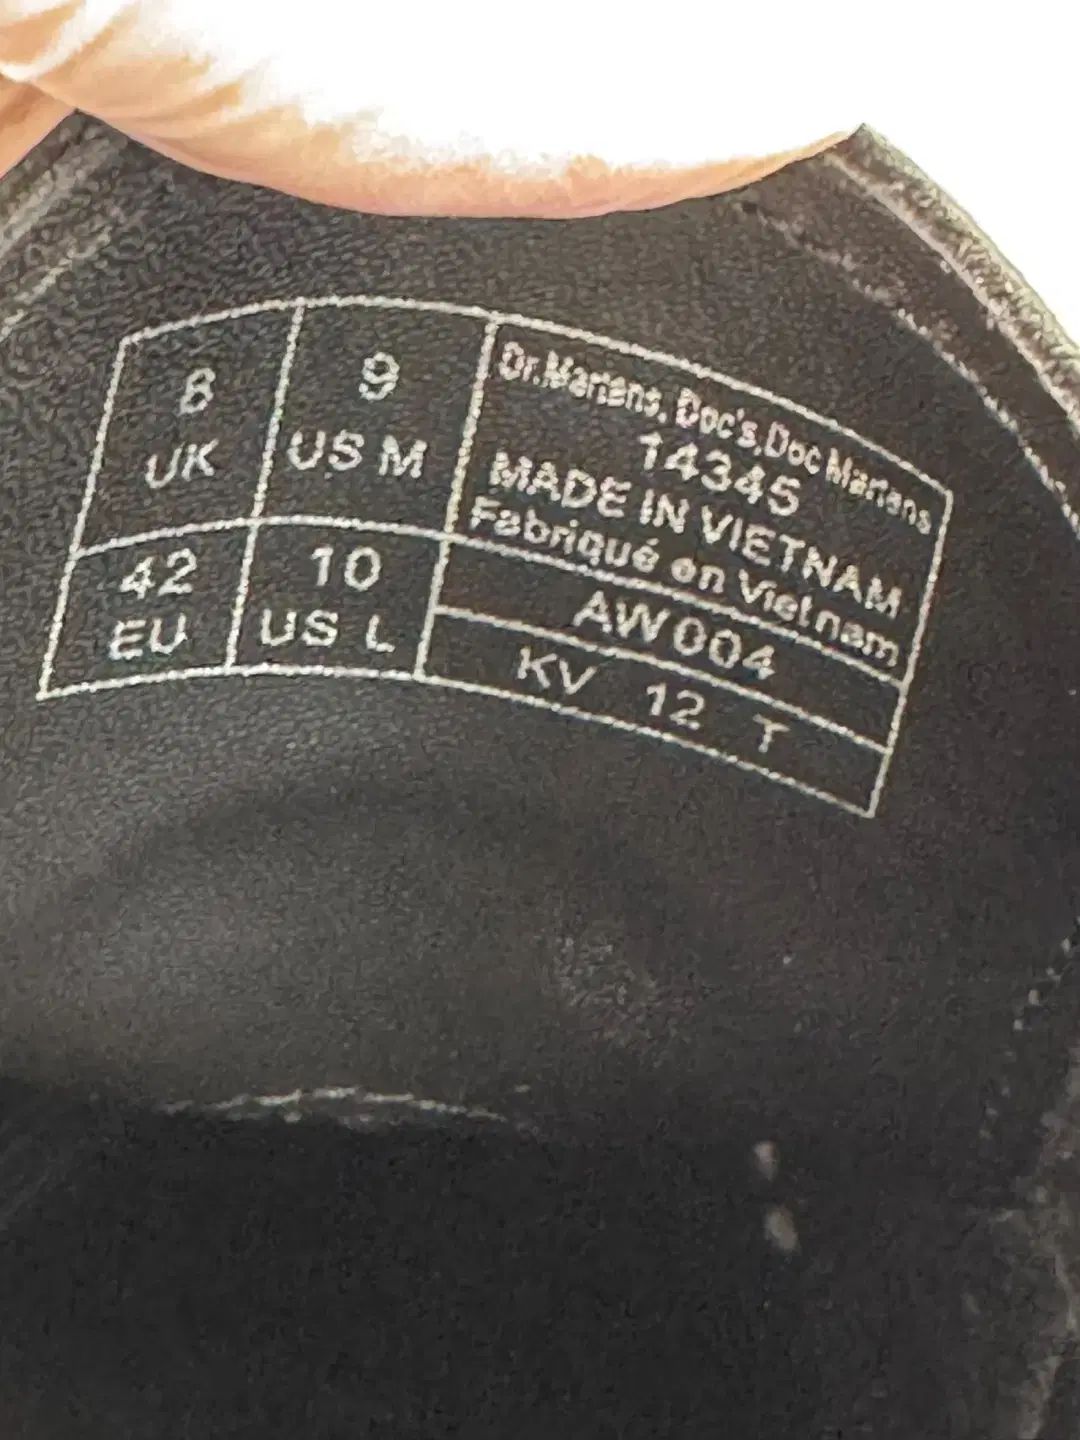 8
UK
9
US M
42
EU
10
US L
Dr.Martens, Doc's,Doc Martens
14345
MADE IN VIETNAM
Fabriqué en Vietnam
AW004
KV 12 T